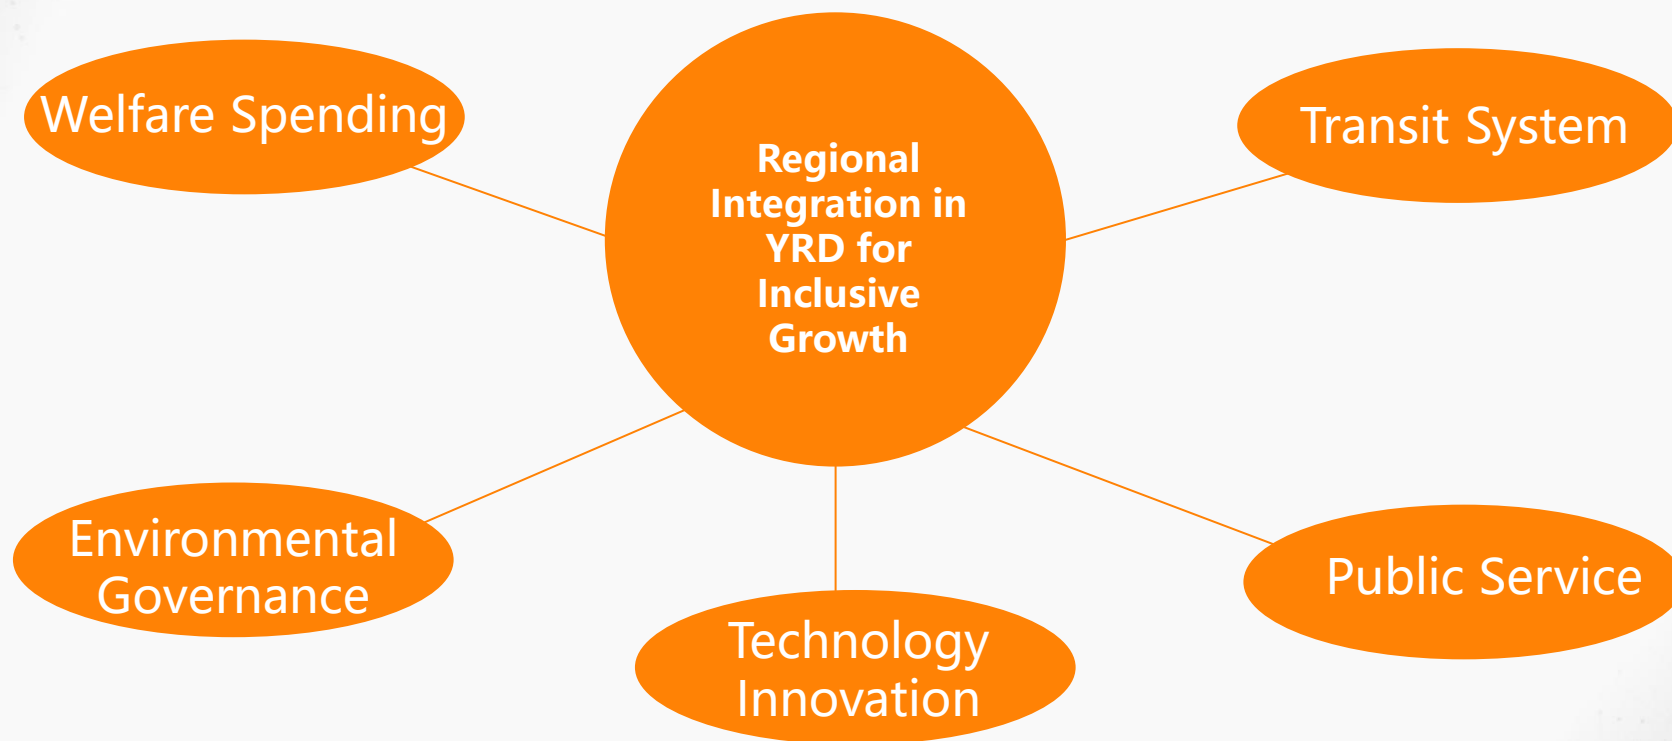 Welfare Spending
Transit System
Regional
Integration in
YRD for
Inclusive
Growth
Environmental
Governance
Technology
Innovation
Public Service